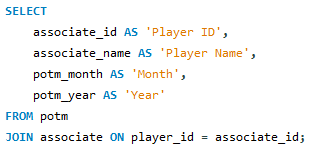 SELECT
    associate_id AS 'Player ID',
    associate_name AS 'Player Name',
    potm_month AS 'Month',
    potm_year AS 'Year'
FROM potm
JOIN associate ON player_id = associate_id;